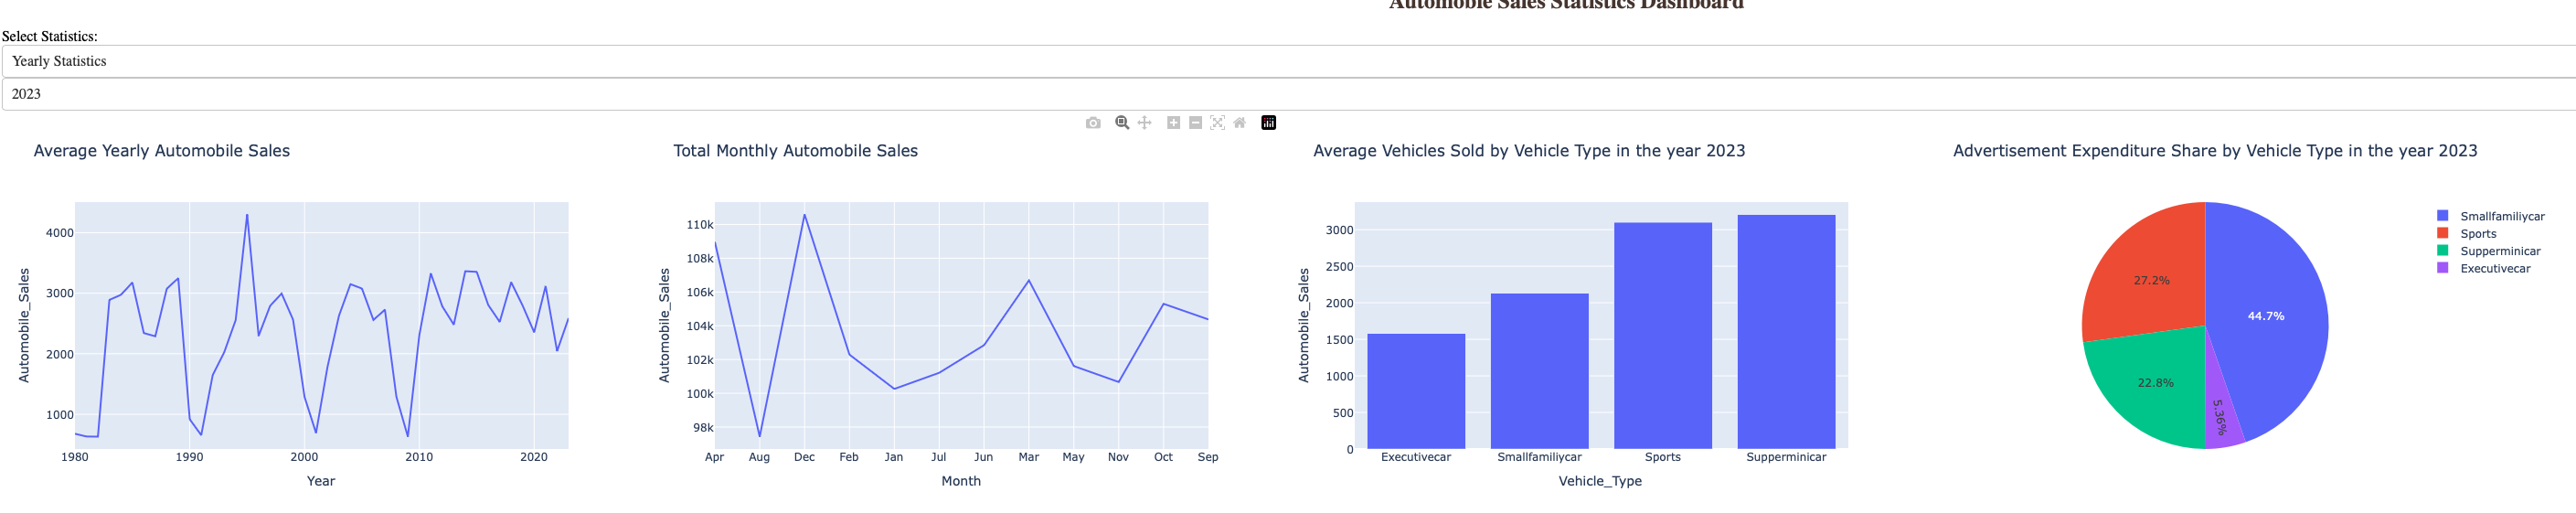 Automobile Sales Statistics Dashboard
Select Statistics:
Yearly Statistics
2023
Average Yearly Automobile Sales
Automobile_Sales
4000
3000
2000
1000
1980
1990
2000
2010
2020
Year
Total Monthly Automobile Sales
Automobile_Sales
110k
108k
106k
104k
102k
100k
98k
Apr
Aug
Dec
Feb
Jan
Jul
Jun
Mar
May
Nov
Oct
Sep
Month
Average Vehicles Sold by Vehicle Type in the year 2023
Automobile_Sales
3000
2500
2000
1500
1000
500
0
Executivecar
Smallfamiliycar
Sports
Supperminicar
Vehicle_Type
Advertisement Expenditure Share by Vehicle Type in the year 2023
27.2%
44.7%
22.8%
5.36%
Smallfamiliycar
Sports
Supperminicar
Executivecar